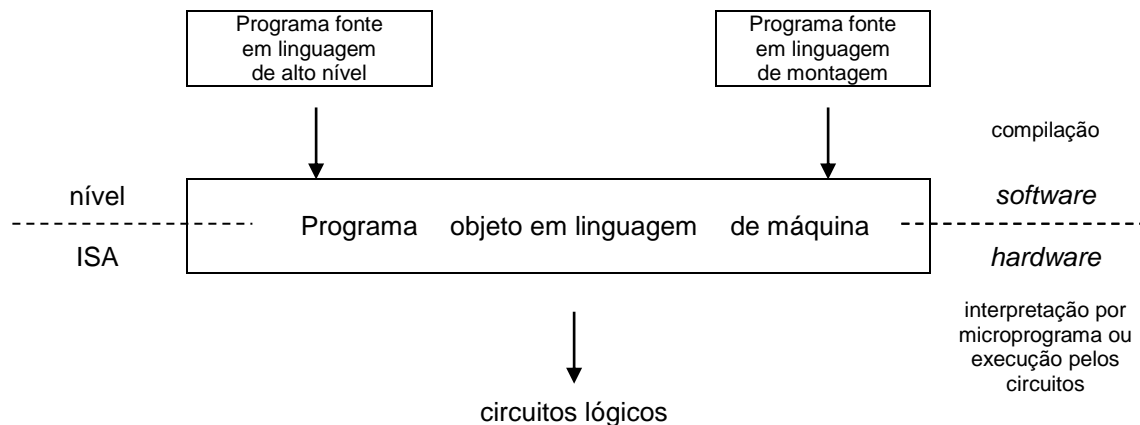 Programa fonte
em linguagem
de alto nível
Programa fonte
em linguagem
de montagem
compilação
nível
software
Programa objeto em linguagem de máquina
ISA
hardware
interpretação por
microprograma ou
execução pelos
circuitos
circuitos lógicos